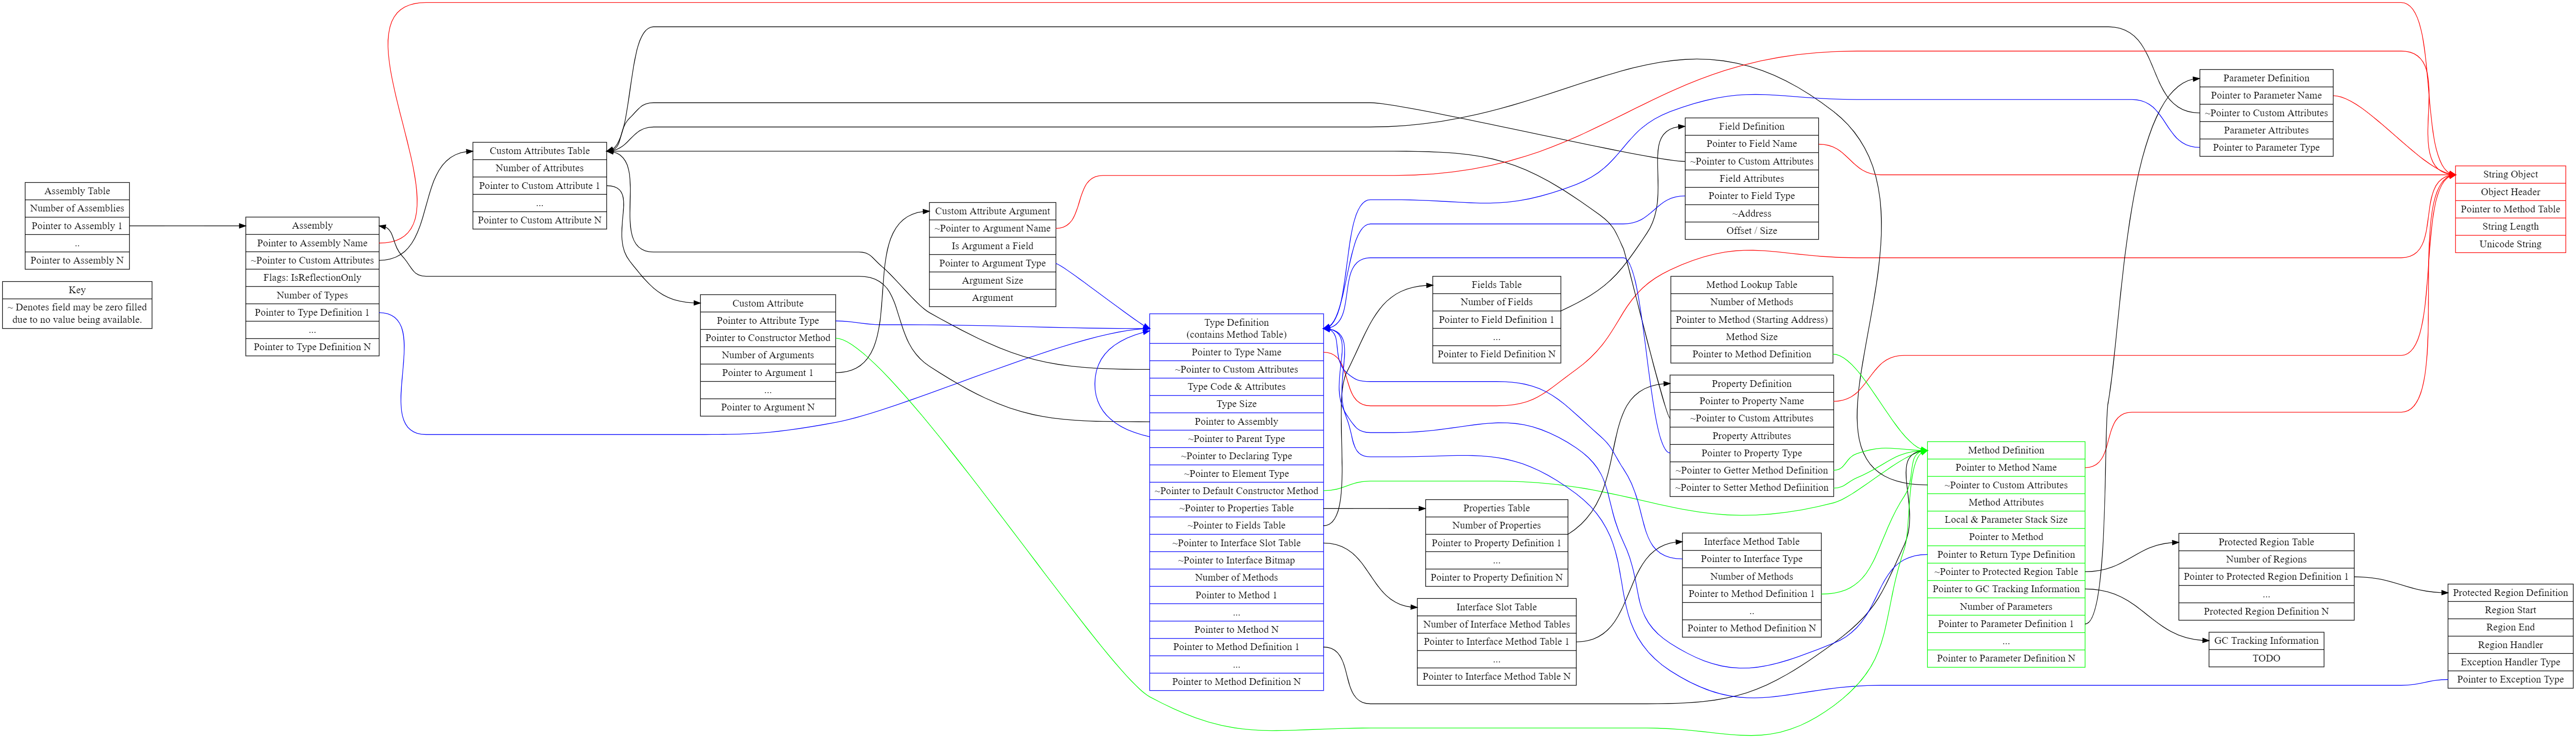 Assembly Table
Number of Assemblies
Pointer to Assembly 1
..
Pointer to Assembly N
Key
~ Denotes field may be zero filled
due to no value being available.
Assembly
Pointer to Assembly Name
~Pointer to Custom Attributes
Flags: IsReflectionOnly
Number of Types
Pointer to Type Definition 1
...
Pointer to Type Definition N
Custom Attributes Table
Number of Attributes
Pointer to Custom Attribute 1
...
Pointer to Custom Attribute N
Custom Attribute
Pointer to Attribute Type
Pointer to Constructor Method
Number of Arguments
Pointer to Argument 1
...
Pointer to Argument N
Custom Attribute Argument
~Pointer to Argument Name
Is Argument a Field
Pointer to Argument Type
Argument Size
Argument
Type Definition
(contains Method Table)
Pointer to Type Name
~Pointer to Custom Attributes
Type Code & Attributes
Type Size
Pointer to Assembly
~Pointer to Parent Type
~Pointer to Declaring Type
~Pointer to Element Type
~Pointer to Default Constructor Method
~Pointer to Properties Table
~Pointer to Fields Table
~Pointer to Interface Slot Table
~Pointer to Interface Bitmap
Number of Methods
Pointer to Method 1
...
Pointer to Method N
Pointer to Method Definition 1
...
Pointer to Method Definition N
Fields Table
Number of Fields
Pointer to Field Definition 1
...
Pointer to Field Definition N
Properties Table
Number of Properties
Pointer to Property Definition 1
...
Pointer to Property Definition N
Interface Slot Table
Number of Interface Method Tables
Pointer to Interface Method Table 1
...
Pointer to Interface Method Table N
Field Definition
Pointer to Field Name
~Pointer to Custom Attributes
Field Attributes
Pointer to Field Type
~Address
Offset / Size
Method Lookup Table
Number of Methods
Pointer to Method (Starting Address)
Method Size
Pointer to Method Definition
Property Definition
Pointer to Property Name
~Pointer to Custom Attributes
Property Attributes
Pointer to Property Type
~Pointer to Getter Method Definition
~Pointer to Setter Method Defiinition
Interface Method Table
Pointer to Interface Type
Number of Methods
Pointer to Method Definition 1
..
Pointer to Method Definition N
Method Definition
Pointer to Method Name
~Pointer to Custom Attributes
Method Attributes
Local & Parameter Stack Size
Pointer to Method
Pointer to Return Type Definition
~Pointer to Protected Region Table
Pointer to GC Tracking Information
Number of Parameters
Pointer to Parameter Definition 1
...
Pointer to Parameter Definition N
Parameter Definition
Pointer to Parameter Name
~Pointer to Custom Attributes
Parameter Attributes
Pointer to Parameter Type
Protected Region Table
Number of Regions
Pointer to Protected Region Definition 1
...
Protected Region Definition N
GC Tracking Information
TODO
String Object
Object Header
Pointer to Method Table
String Length
Unicode String
Protected Region Definition
Region Start
Region End
Region Handler
Exception Handler Type
Pointer to Exception Type